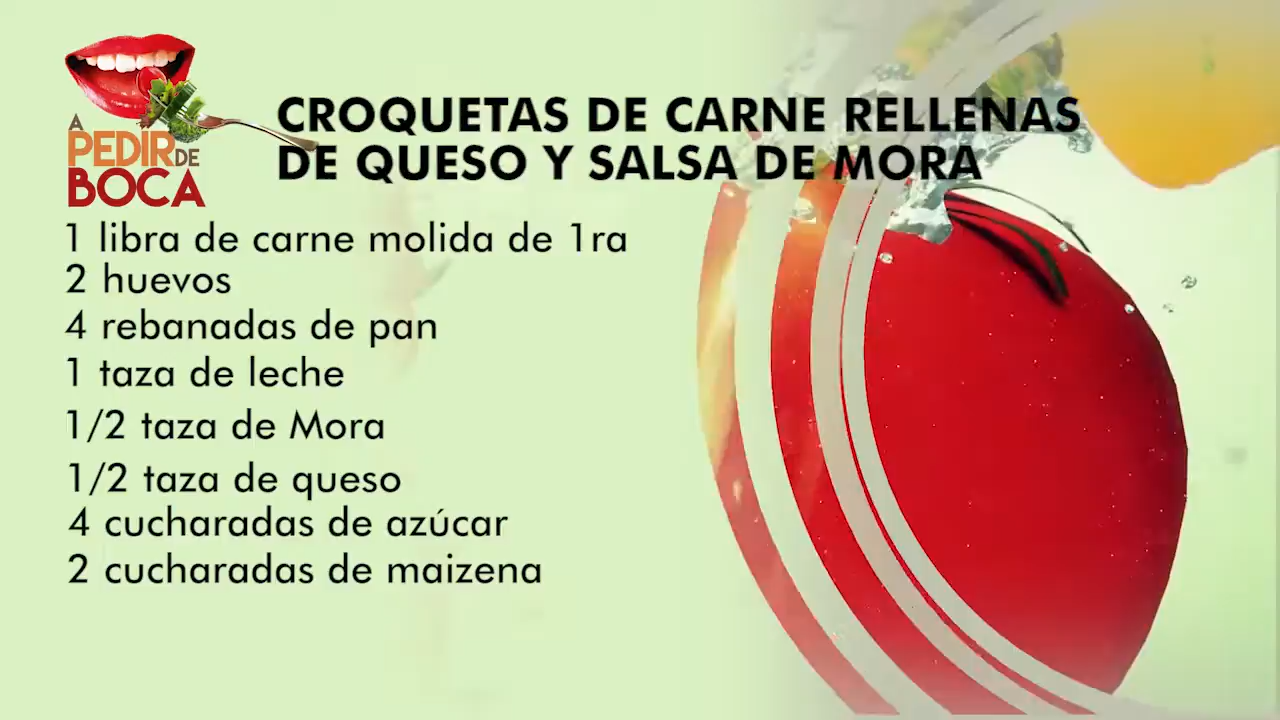 A
PEDIR DE
BOCA
CROQUETAS DE CARNE RELLENAS
DE QUESO Y SALSA DE MORA
1 libra de carne molida de 1ra
2 huevos
4 rebanadas de pan
1 taza de leche
1/2 taza de Mora
1/2 taza de queso
4 cucharadas de azúcar
2 cucharadas de maizena